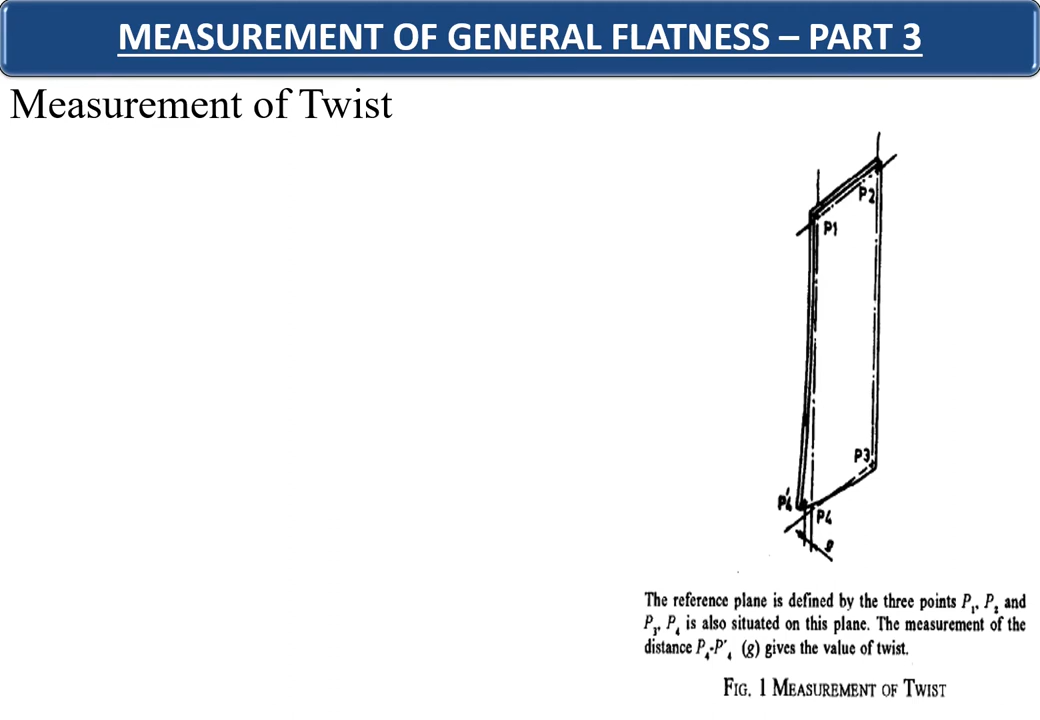 MEASUREMENT OF GENERAL FLATNESS – PART 3
Measurement of Twist
P2
P1
P3
P'4
P4
g
The reference plane is defined by the three points P1, P2 and
P3, P4 is also situated on this plane. The measurement of the
distance P4-P'4 (g) gives the value of twist.
FIG. 1 MEASUREMENT OF TWIST